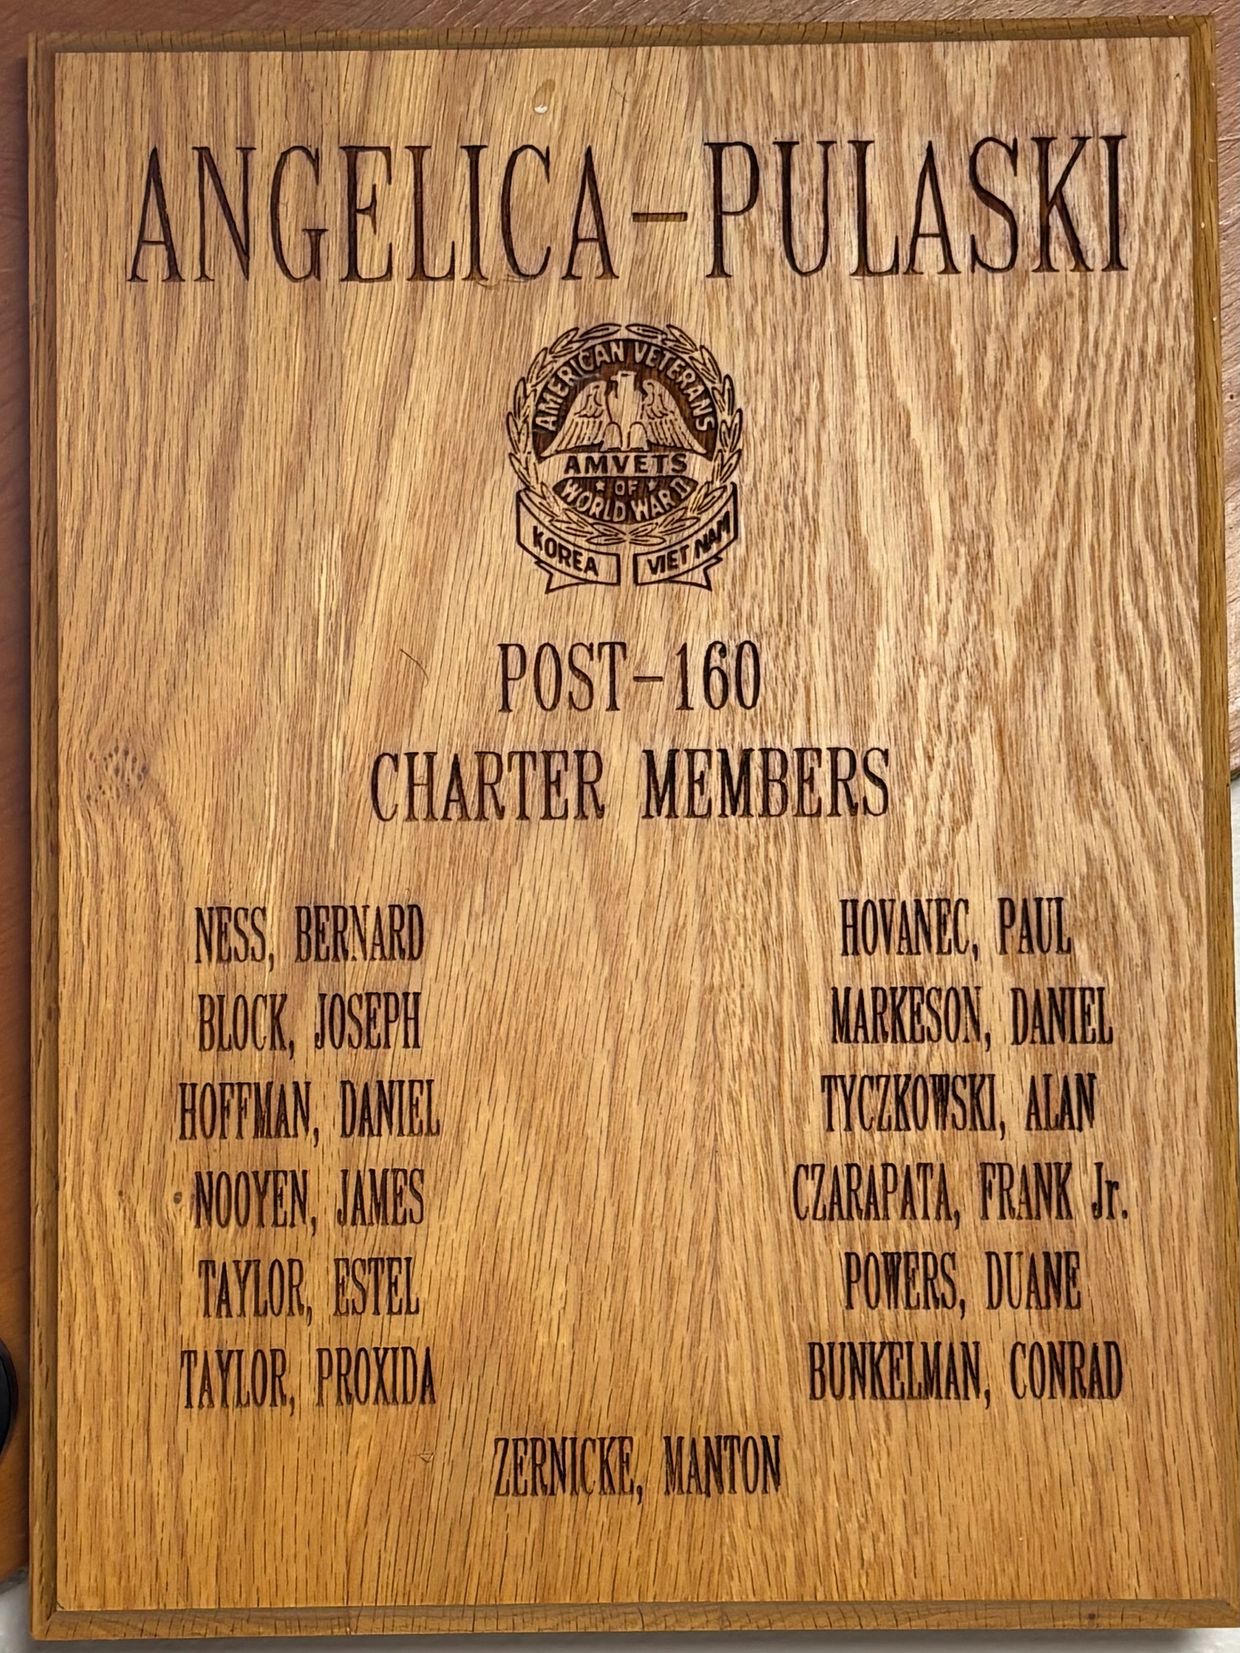 ANGELICA-PULASKI
AMERICAN VETERANS
AMVETS
OF
WORLD WAR II
KOREA VIET NAM
POST-160
CHARTER MEMBERS
NESS, BERNARD
BLOCK, JOSEPH
HOFFMAN, DANIEL
NOOYEN, JAMES
TAYLOR, ESTEL
TAYLOR, PROXIDA
HOVANEC, PAUL
MARKESON, DANIEL
TYCZKOWSKI, ALAN
CZARAPATA, FRANK Jr.
POWERS, DUANE
BUNKELMAN, CONRAD
ZERNICKE, MANTON